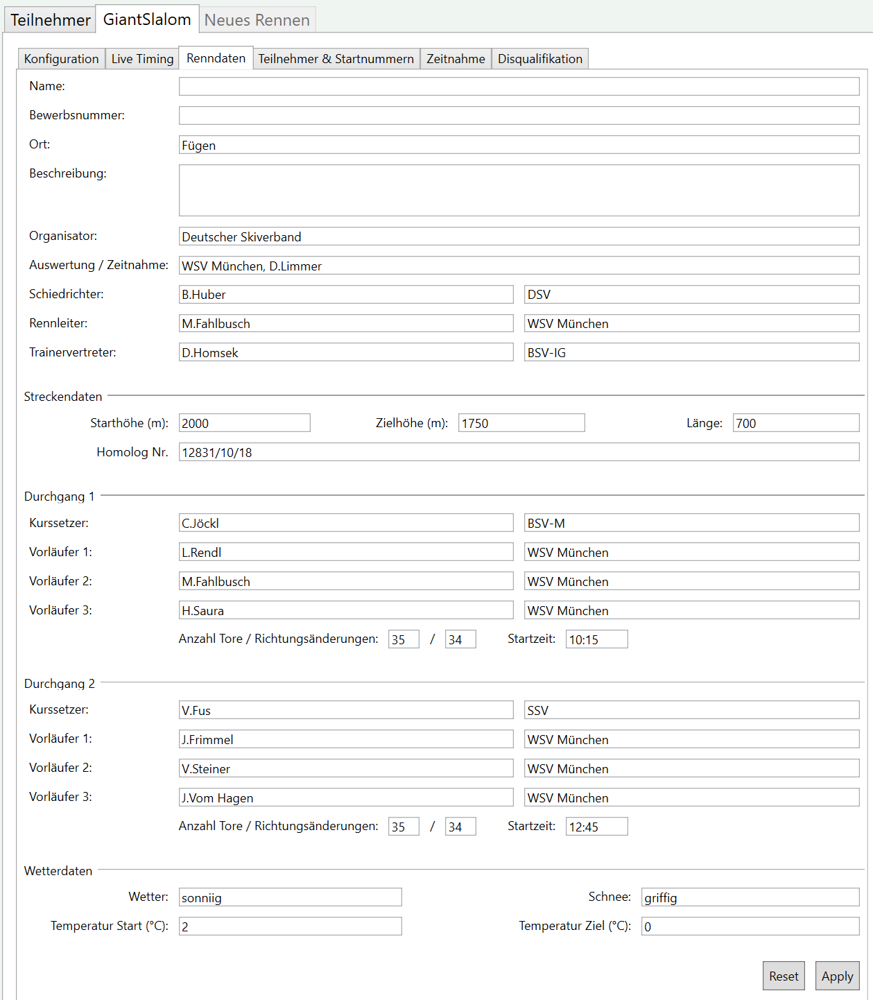 Teilnehmer GiantSlalom Neues Rennen
Konfiguration Live Timing Renndaten Teilnehmer & Startnummern Zeitnahme Disqualifikation
Name:
Bewerbsnummer:
Ort: Fügen
Beschreibung:
Organisator: Deutscher Skiverband
Auswertung / Zeitnahme: WSV München, D.Limmer
Schiedrichter: B.Huber DSV
Rennleiter: M.Fahlbusch WSV München
Trainervertreter: D.Homsek BSV-IG
Streckendaten
Starthöhe (m): 2000 Zielhöhe (m): 1750 Länge: 700
Homolog Nr. 12831/10/18
Durchgang 1
Kurssetzer: C.Jöckl BSV-M
Vorläufer 1: L.Rendl WSV München
Vorläufer 2: M.Fahlbusch WSV München
Vorläufer 3: H.Saura WSV München
Anzahl Tore / Richtungsänderungen: 35 / 34 Startzeit: 10:15
Durchgang 2
Kurssetzer: V.Fus SSV
Vorläufer 1: J.Frimmel WSV München
Vorläufer 2: V.Steiner WSV München
Vorläufer 3: J.Vom Hagen WSV München
Anzahl Tore / Richtungsänderungen: 35 / 34 Startzeit: 12:45
Wetterdaten
Wetter: sonniig Schnee: griffig
Temperatur Start (°C): 2 Temperatur Ziel (°C): 0
Reset Apply